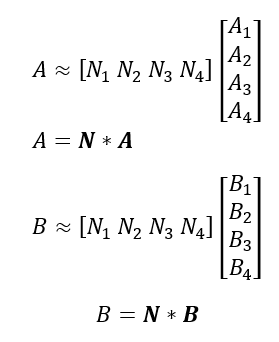 A ≈ [N₁ N₂ N₃ N₄] [A₁ A₂ A₃ A₄]
A = N ∗ A
B ≈ [N₁ N₂ N₃ N₄] [B₁ B₂ B₃ B₄]
B = N ∗ B